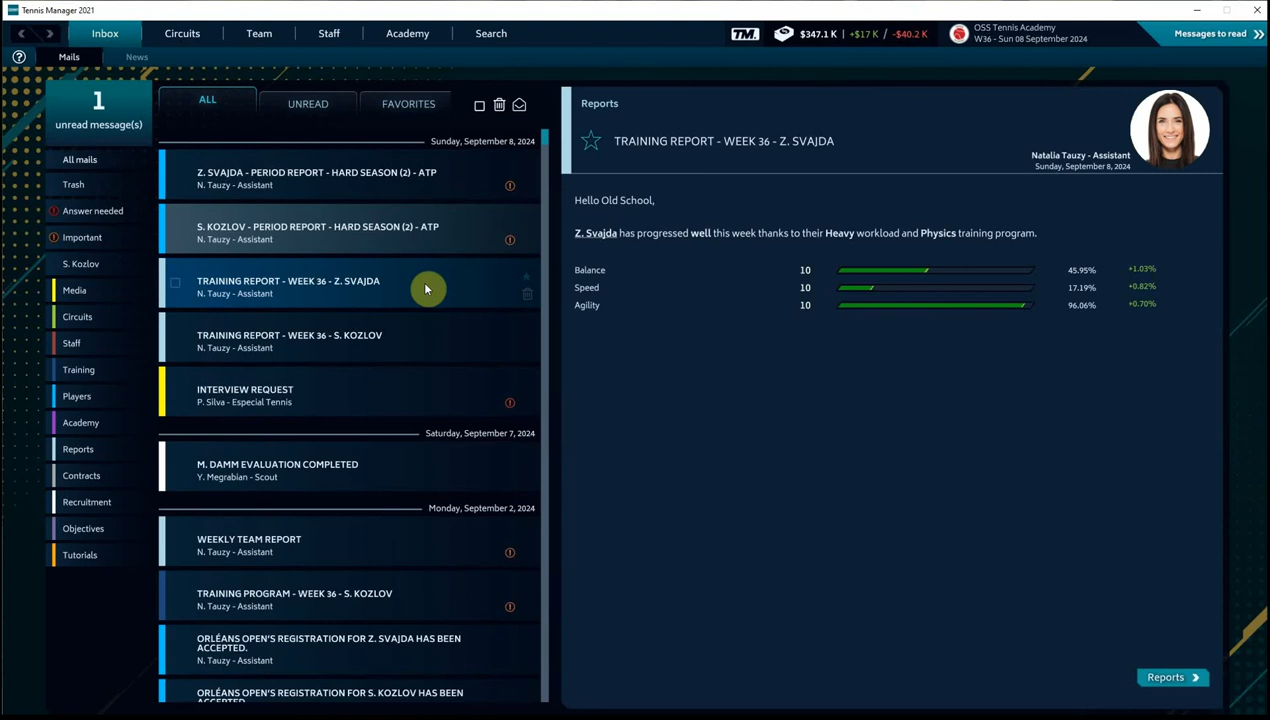 Tennis Manager 2021
Inbox
Circuits
Team
Staff
Academy
Search
TM.
$347.1 K / +$17 K / -$40.2 K
OSS Tennis Academy
W36 - Sun 08 September 2024
Messages to read
Mails
News
1
unread message(s)
All mails
Trash
Answer needed
Important
S. Kozlov
Media
Circuits
Staff
Training
Players
Academy
Reports
Contracts
Recruitment
Objectives
Tutorials
ALL
UNREAD
FAVORITES
Sunday, September 8, 2024
Z. SVAJDA - PERIOD REPORT - HARD SEASON (2) - ATP
N. Tauzy - Assistant
S. KOZLOV - PERIOD REPORT - HARD SEASON (2) - ATP
N. Tauzy - Assistant
TRAINING REPORT - WEEK 36 - Z. SVAJDA
N. Tauzy - Assistant
TRAINING REPORT - WEEK 36 - S. KOZLOV
N. Tauzy - Assistant
INTERVIEW REQUEST
P. Silva - Especial Tennis
Saturday, September 7, 2024
M. DAMM EVALUATION COMPLETED
Y. Megrabian - Scout
Monday, September 2, 2024
WEEKLY TEAM REPORT
N. Tauzy - Assistant
TRAINING PROGRAM - WEEK 36 - S. KOZLOV
N. Tauzy - Assistant
ORLÉANS OPEN'S REGISTRATION FOR Z. SVAJDA HAS BEEN
ACCEPTED.
N. Tauzy - Assistant
ORLÉANS OPEN'S REGISTRATION FOR S. KOZLOV HAS BEEN
ACCEPTED.
Reports
TRAINING REPORT - WEEK 36 - Z. SVAJDA
Natalia Tauzy - Assistant
Sunday, September 8, 2024
Hello Old School,
Z. Svajda has progressed well this week thanks to their Heavy workload and Physics training program.
Balance 10 45.95% +1.03%
Speed 10 17.19% +0.82%
Agility 10 96.06% +0.70%
Reports